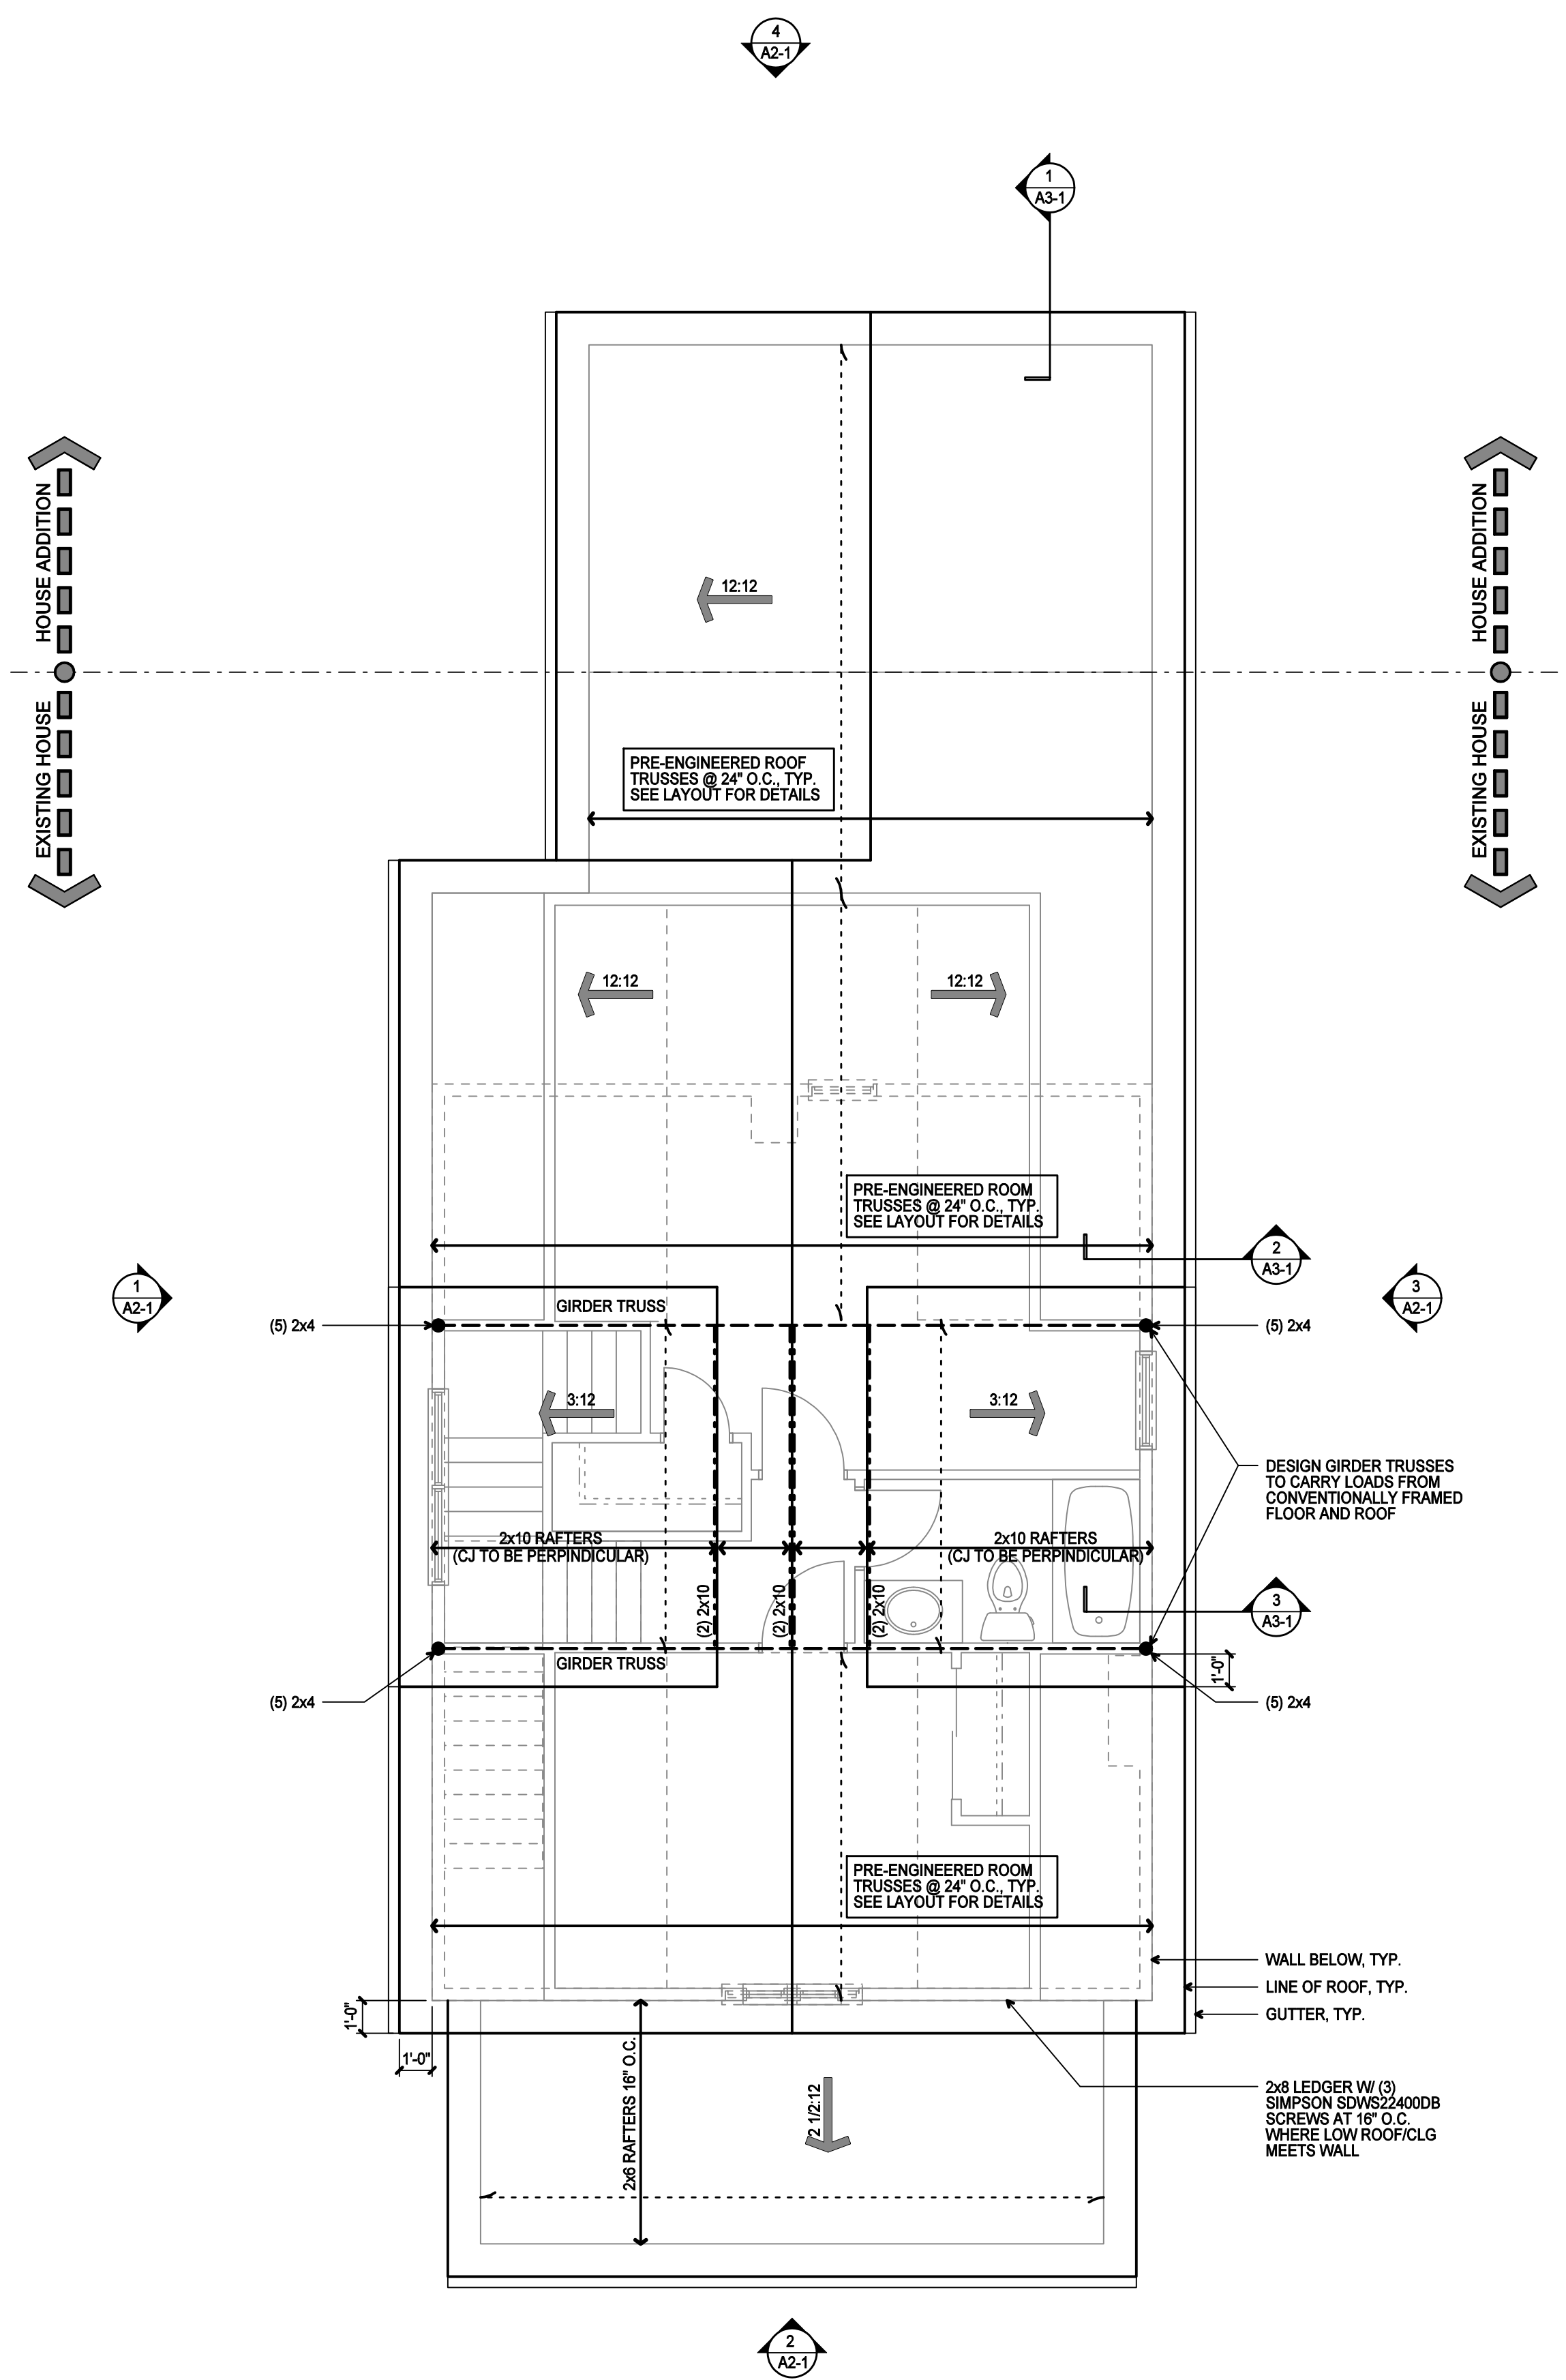 4
A2-1
1
A3-1
HOUSE ADDITION
HOUSE ADDITION
12:12
EXISTING HOUSE
EXISTING HOUSE
PRE-ENGINEERED ROOF
TRUSSES @ 24" O.C., TYP.
SEE LAYOUT FOR DETAILS
12:12
12:12
PRE-ENGINEERED ROOM
TRUSSES @ 24" O.C., TYP.
SEE LAYOUT FOR DETAILS
2
A3-1
1
A2-1
3
A2-1
GIRDER TRUSS
(5) 2x4
(5) 2x4
3:12
3:12
DESIGN GIRDER TRUSSES
TO CARRY LOADS FROM
CONVENTIONALLY FRAMED
FLOOR AND ROOF
2x10 RAFTERS
(CJ TO BE PERPINDICULAR)
2x10 RAFTERS
(CJ TO BE PERPINDICULAR)
(2) 2x10
(2) 2x10
(2) 2x10
3
A3-1
GIRDER TRUSS
1'-0"
(5) 2x4
(5) 2x4
PRE-ENGINEERED ROOM
TRUSSES @ 24" O.C., TYP.
SEE LAYOUT FOR DETAILS
WALL BELOW, TYP.
LINE OF ROOF, TYP.
GUTTER, TYP.
1'-0"
1'-0"
2x6 RAFTERS 16" O.C.
2 1/2:12
2x8 LEDGER W/ (3)
SIMPSON SDWS22400DB
SCREWS AT 16" O.C.
WHERE LOW ROOF/CLG
MEETS WALL
2
A2-1